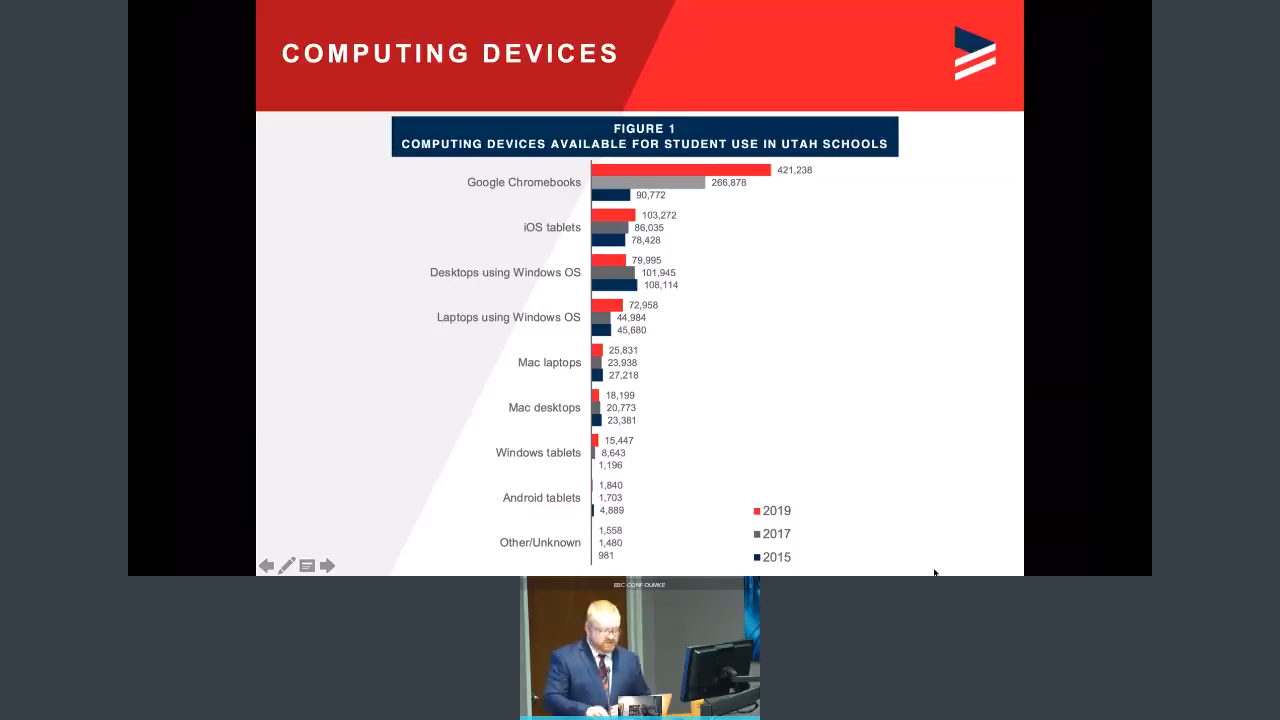 COMPUTING DEVICES
FIGURE 1
COMPUTING DEVICES AVAILABLE FOR STUDENT USE IN UTAH SCHOOLS
Google Chromebooks
421,238
266,878
90,772
iOS tablets
103,272
86,035
78,428
Desktops using Windows OS
79,995
101,945
108,114
Laptops using Windows OS
72,958
44,984
45,680
Mac laptops
25,831
23,938
27,218
Mac desktops
18,199
20,773
23,381
Windows tablets
15,447
8,643
1,196
Android tablets
1,840
1,703
4,889
Other/Unknown
1,558
1,480
981
2019
2017
2015
EBC-CONF-DUMKE